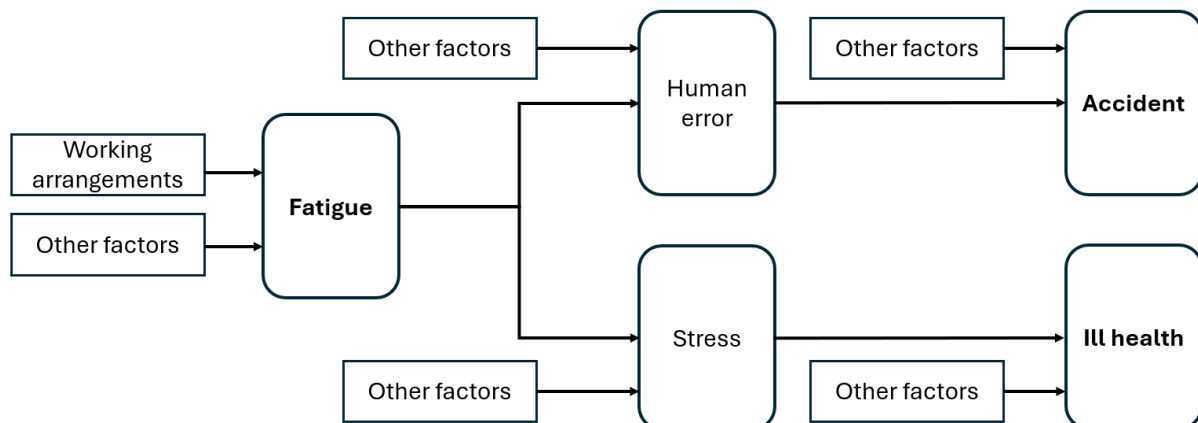 Other factors
Other factors
Human
error
Accident
Working
arrangements
Fatigue
Other factors
Stress
Ill health
Other factors
Other factors